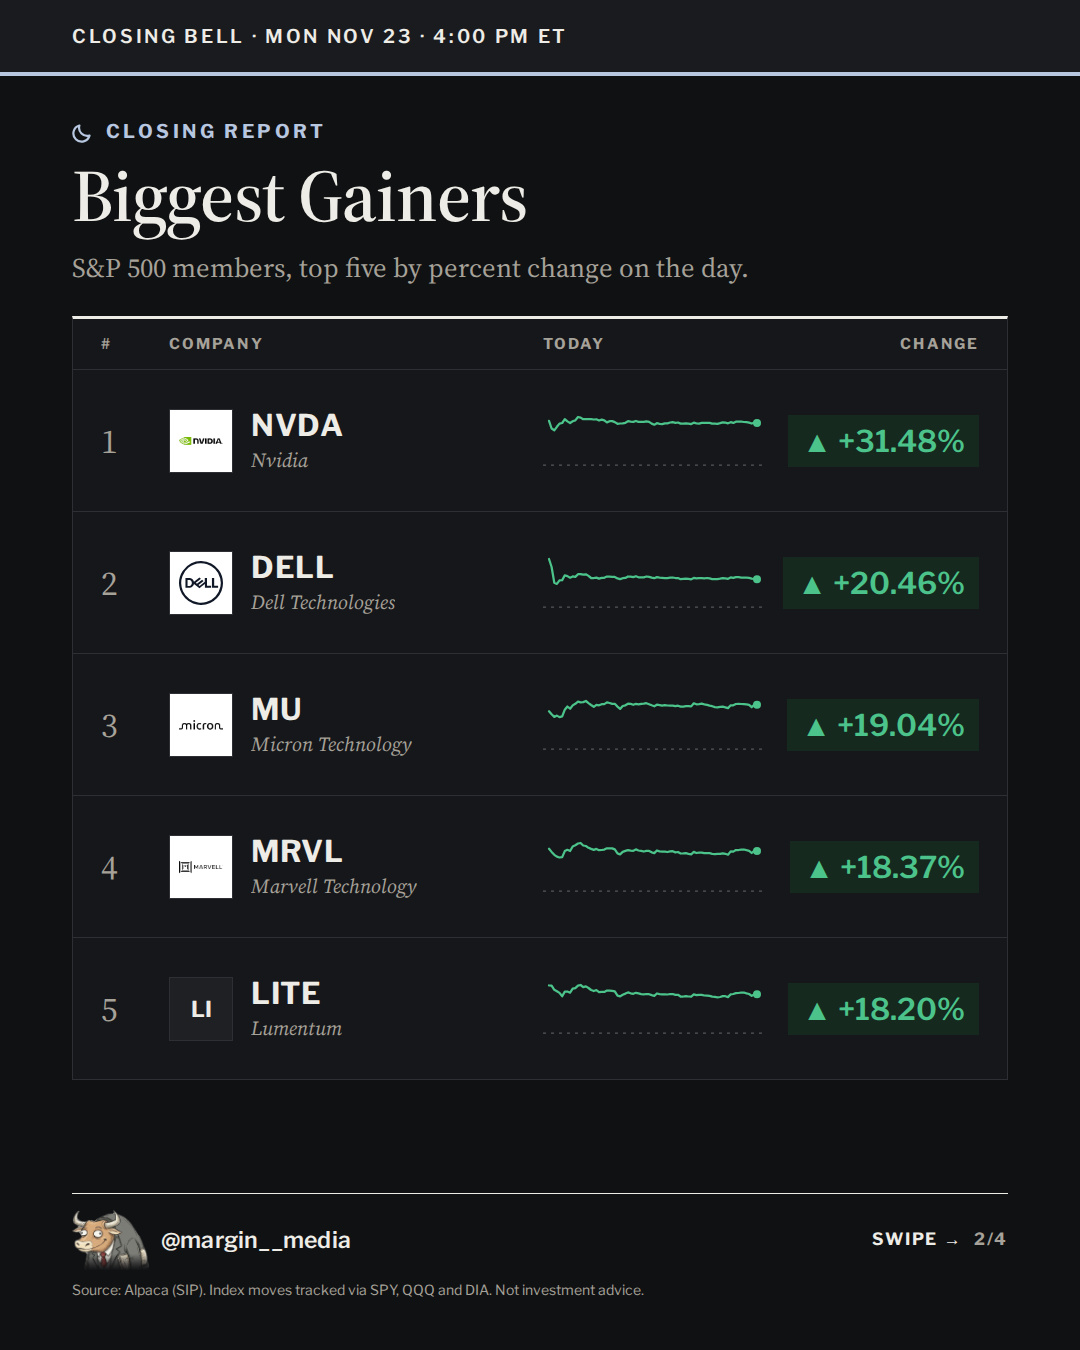 CLOSING BELL · MON NOV 23 · 4:00 PM ET
CLOSING REPORT
Biggest Gainers
S&P 500 members, top five by percent change on the day.
# COMPANY TODAY CHANGE
1 NVIDIA NVDA ▲ +31.48%
Nvidia
2 DELL DELL ▲ +20.46%
Dell Technologies
3 micron MU ▲ +19.04%
Micron Technology
4 MARVELL MRVL ▲ +18.37%
Marvell Technology
5 LI LITE ▲ +18.20%
Lumentum
@margin__media SWIPE → 2/4
Source: Alpaca (SIP). Index moves tracked via SPY, QQQ and DIA. Not investment advice.